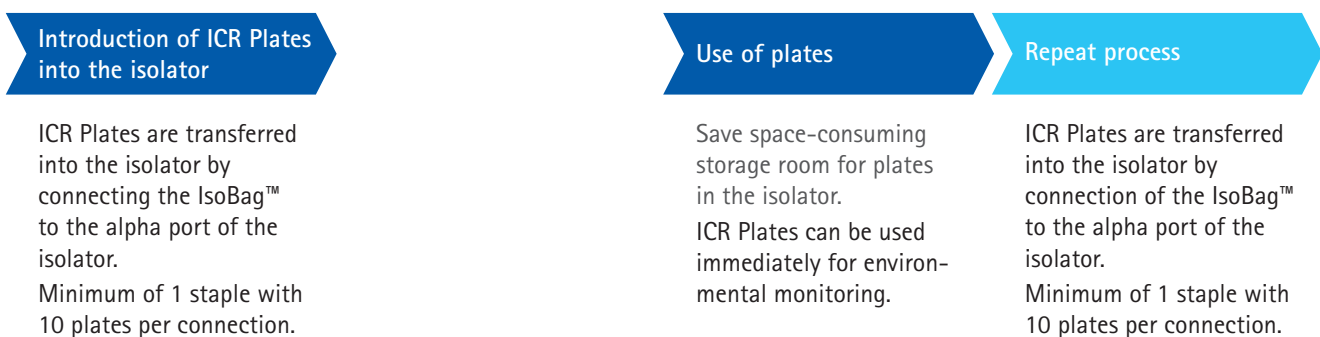 Introduction of ICR Plates
into the isolator
ICR Plates are transferred
into the isolator by
connecting the IsoBag™
to the alpha port of the
isolator.
Minimum of 1 staple with
10 plates per connection.
Use of plates
Save space-consuming
storage room for plates
in the isolator.
ICR Plates can be used
immediately for environ-
mental monitoring.
Repeat process
ICR Plates are transferred
into the isolator by
connection of the IsoBag™
to the alpha port of the
isolator.
Minimum of 1 staple with
10 plates per connection.